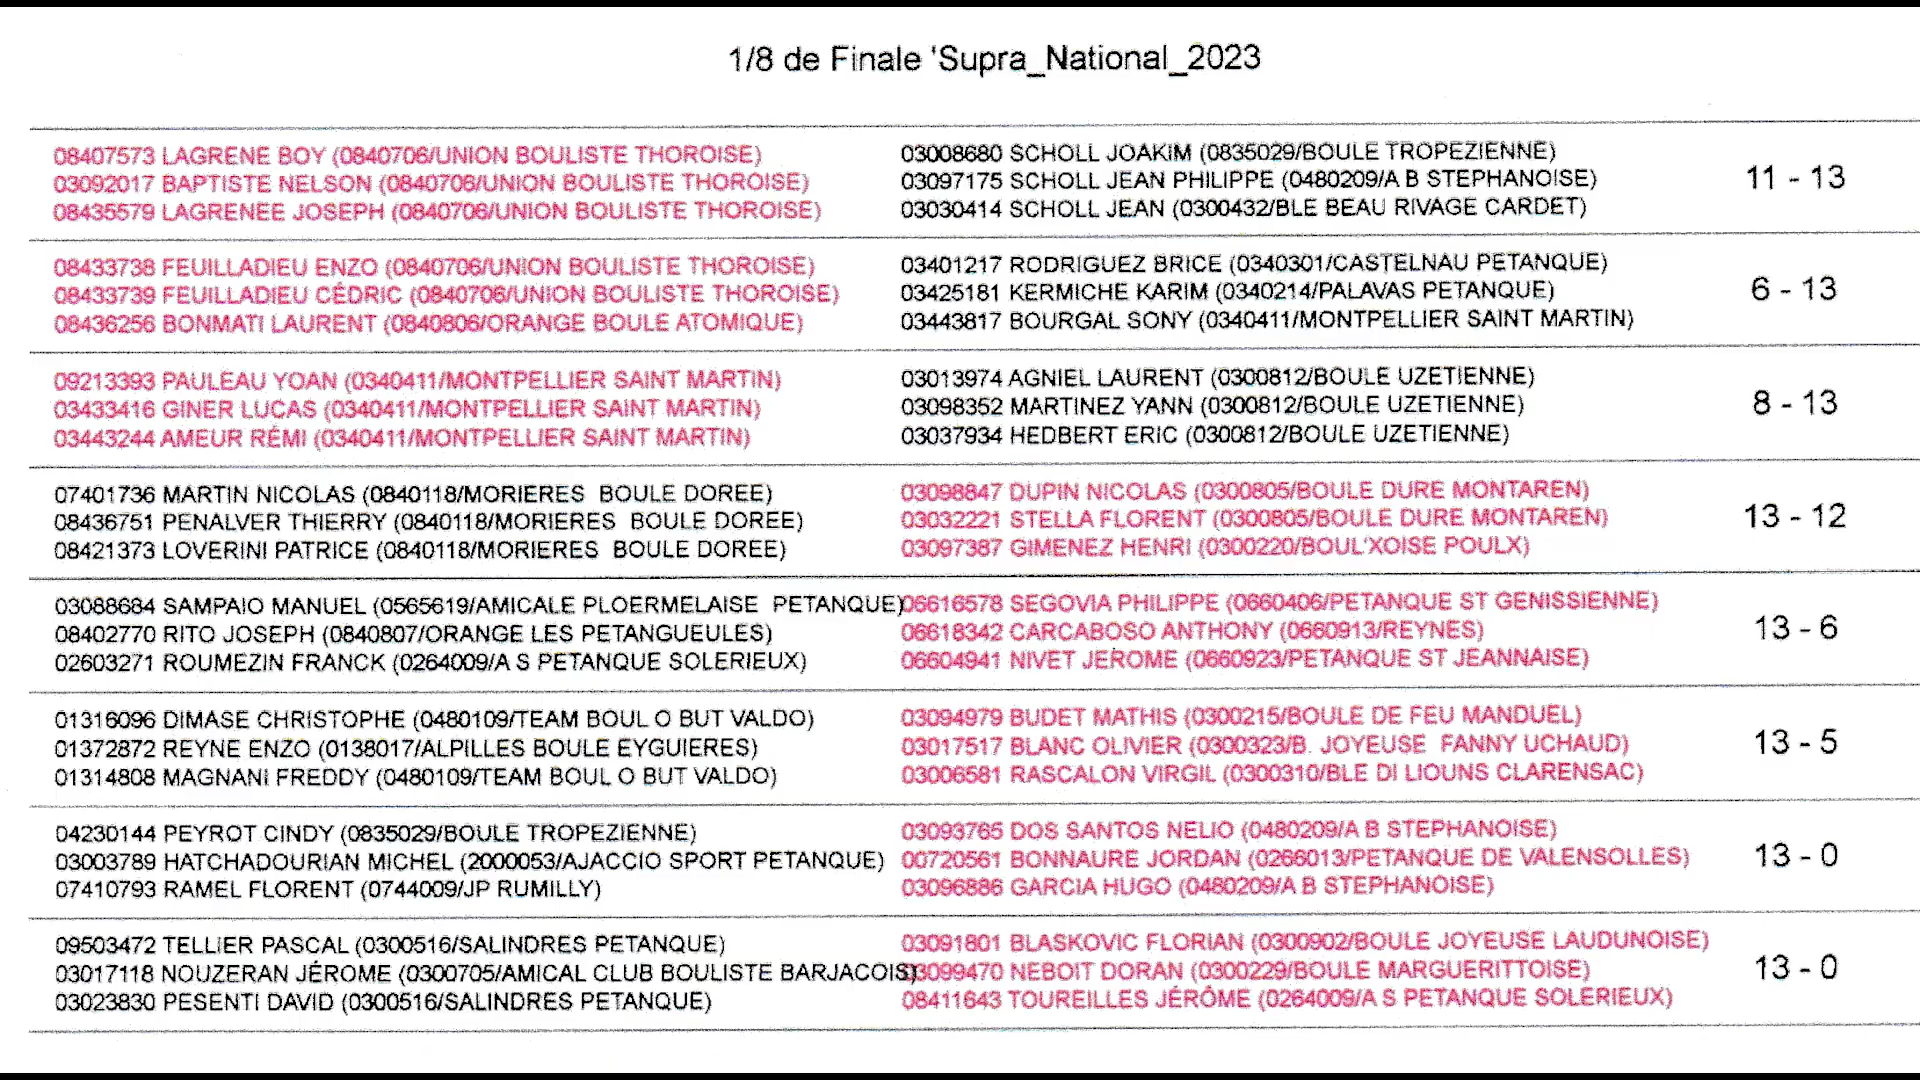 1/8 de Finale 'Supra_National_2023
08407573 LAGRENE BOY (0840706/UNION BOULISTE THOROISE)
03092017 BAPTISTE NELSON (0840706/UNION BOULISTE THOROISE)
08435579 LAGRENEE JOSEPH (0840706/UNION BOULISTE THOROISE)
03008680 SCHOLL JOAKIM (0835029/BOULE TROPEZIENNE)
03097175 SCHOLL JEAN PHILIPPE (0480209/A B STEPHANOISE)
03030414 SCHOLL JEAN (0300432/BLE BEAU RIVAGE CARDET)
11 - 13
08433738 FEUILLADIEU ENZO (0840706/UNION BOULISTE THOROISE)
08433739 FEUILLADIEU CÉDRIC (0840706/UNION BOULISTE THOROISE)
08436256 BONMATI LAURENT (0840806/ORANGE BOULE ATOMIQUE)
03401217 RODRIGUEZ BRICE (0340301/CASTELNAU PETANQUE)
03425181 KERMICHE KARIM (0340214/PALAVAS PETANQUE)
03443817 BOURGAL SONY (0340411/MONTPELLIER SAINT MARTIN)
6 - 13
09213393 PAULEAU YOAN (0340411/MONTPELLIER SAINT MARTIN)
03433416 GINER LUCAS (0340411/MONTPELLIER SAINT MARTIN)
03443244 AMEUR RÉMI (0340411/MONTPELLIER SAINT MARTIN)
03013974 AGNIEL LAURENT (0300812/BOULE UZETIENNE)
03098352 MARTINEZ YANN (0300812/BOULE UZETIENNE)
03037934 HEDBERT ERIC (0300812/BOULE UZETIENNE)
8 - 13
07401736 MARTIN NICOLAS (0840118/MORIERES BOULE DOREE)
08436751 PENALVER THIERRY (0840118/MORIERES BOULE DOREE)
08421373 LOVERINI PATRICE (0840118/MORIERES BOULE DOREE)
03098847 DUPIN NICOLAS (0300805/BOULE DURE MONTAREN)
03032221 STELLA FLORENT (0300805/BOULE DURE MONTAREN)
03097387 GIMENEZ HENRI (0300220/BOUL'XOISE POULX)
13 - 12
03088684 SAMPAIO MANUEL (0565619/AMICALE PLOERMELAISE PETANQUE)
08402770 RITO JOSEPH (0840807/ORANGE LES PETANGUEULES)
02603271 ROUMEZIN FRANCK (0264009/A S PETANQUE SOLERIEUX)
06616578 SEGOVIA PHILIPPE (0660406/PETANQUE ST GENISSIENNE)
06618342 CARCABOSO ANTHONY (0660913/REYNES)
06604941 NIVET JEROME (0660923/PETANQUE ST JEANNAISE)
13 - 6
01316096 DIMASE CHRISTOPHE (0480109/TEAM BOUL O BUT VALDO)
01372872 REYNE ENZO (0138017/ALPILLES BOULE EYGUIERES)
01314808 MAGNANI FREDDY (0480109/TEAM BOUL O BUT VALDO)
03094979 BUDET MATHIS (0300215/BOULE DE FEU MANDUEL)
03017517 BLANC OLIVIER (0300323/B. JOYEUSE FANNY UCHAUD)
03006581 RASCALON VIRGIL (0300310/BLE DI LIOUNS CLARENSAC)
13 - 5
04230144 PEYROT CINDY (0835029/BOULE TROPEZIENNE)
03003789 HATCHADOURIAN MICHEL (2000053/AJACCIO SPORT PETANQUE)
07410793 RAMEL FLORENT (0744009/JP RUMILLY)
03093765 DOS SANTOS NELIO (0480209/A B STEPHANOISE)
00720561 BONNAURE JORDAN (0266013/PETANQUE DE VALENSOLLES)
03096886 GARCIA HUGO (0480209/A B STEPHANOISE)
13 - 0
09503472 TELLIER PASCAL (0300516/SALINDRES PETANQUE)
03017118 NOUZERAN JÉROME (0300705/AMICAL CLUB BOULISTE BARJACOIS)
03023830 PESENTI DAVID (0300516/SALINDRES PETANQUE)
03091801 BLASKOVIC FLORIAN (0300902/BOULE JOYEUSE LAUDUNOISE)
03099470 NEBOIT DORAN (0300229/BOULE MARGUERITTOISE)
08411643 TOUREILLES JÉRÔME (0264009/A S PETANQUE SOLERIEUX)
13 - 0